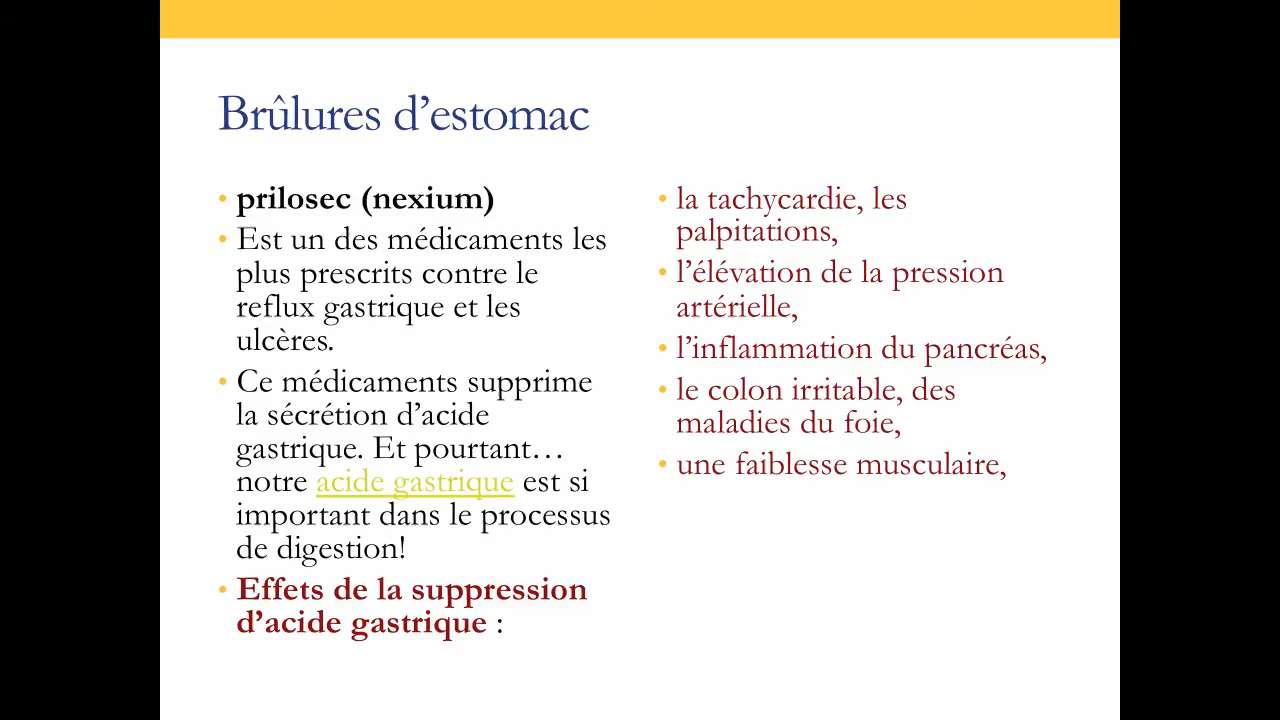 Brûlures d’estomac
• prilosec (nexium)
• Est un des médicaments les
plus prescrits contre le
reflux gastrique et les
ulcères.
• Ce médicaments supprime
la sécrétion d’acide
gastrique. Et pourtant…
notre acide gastrique est si
important dans le processus
de digestion!
• Effets de la suppression
d’acide gastrique :
• la tachycardie, les
palpitations,
• l’élévation de la pression
artérielle,
• l’inflammation du pancréas,
• le colon irritable, des
maladies du foie,
• une faiblesse musculaire,